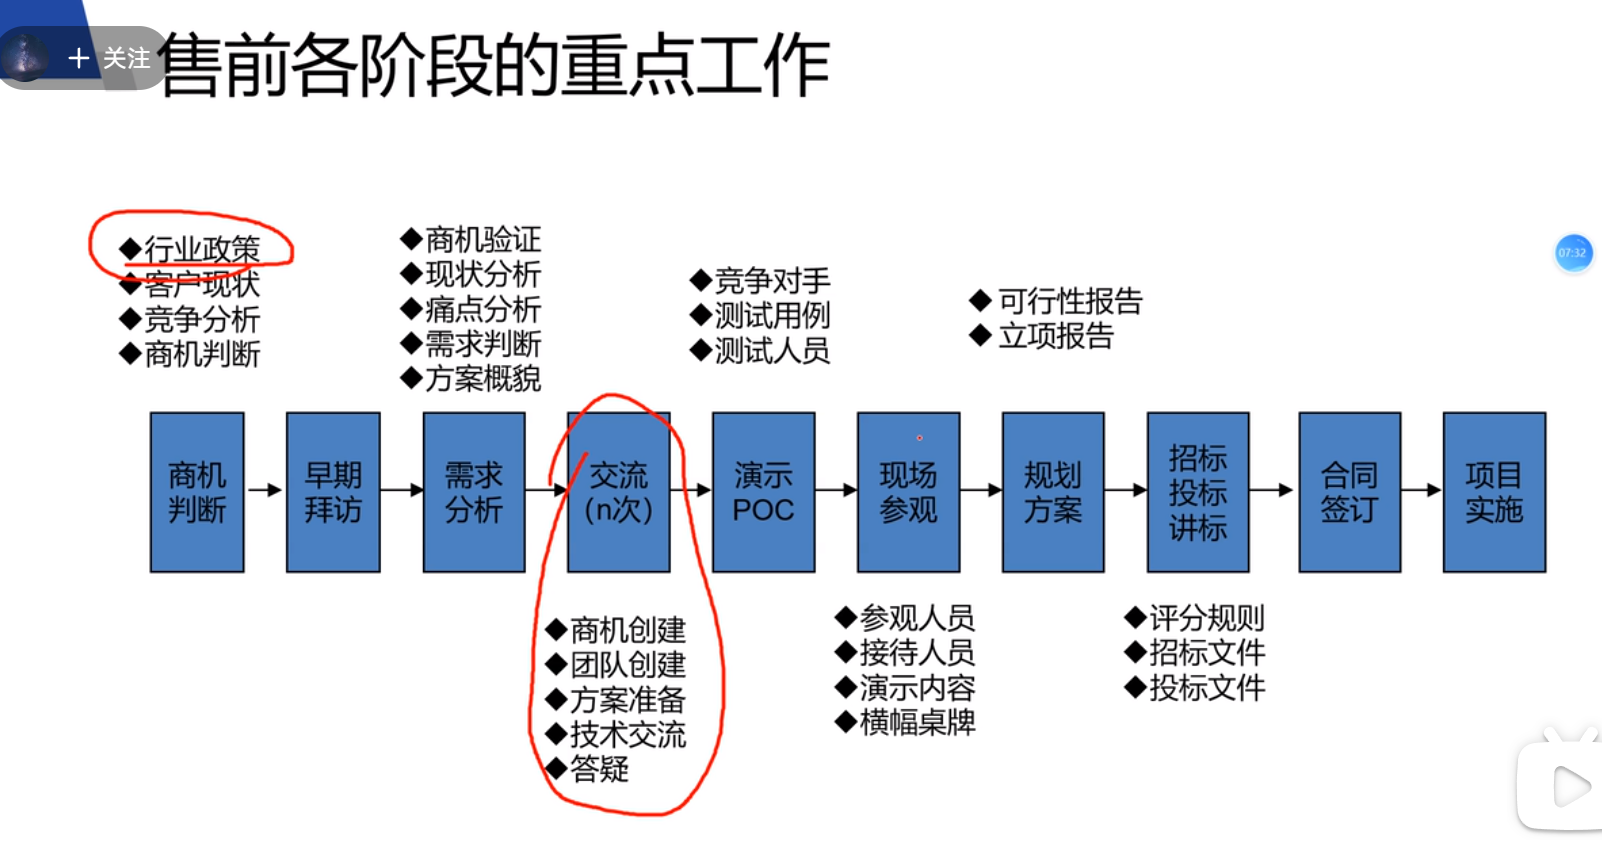 关注
售前各阶段的重点工作
07:32
◆行业政策
◆客户现状
◆竞争分析
◆商机判断
◆商机验证
◆现状分析
◆痛点分析
◆需求判断
◆方案概貌
◆竞争对手
◆测试用例
◆测试人员
◆可行性报告
◆立项报告
商机
判断
早期
拜访
需求
分析
交流
(n次)
演示
POC
现场
参观
规划
方案
招标
投标
讲标
合同
签订
项目
实施
◆商机创建
◆团队创建
◆方案准备
◆技术交流
◆答疑
◆参观人员
◆接待人员
◆演示内容
◆横幅桌牌
◆评分规则
◆招标文件
◆投标文件